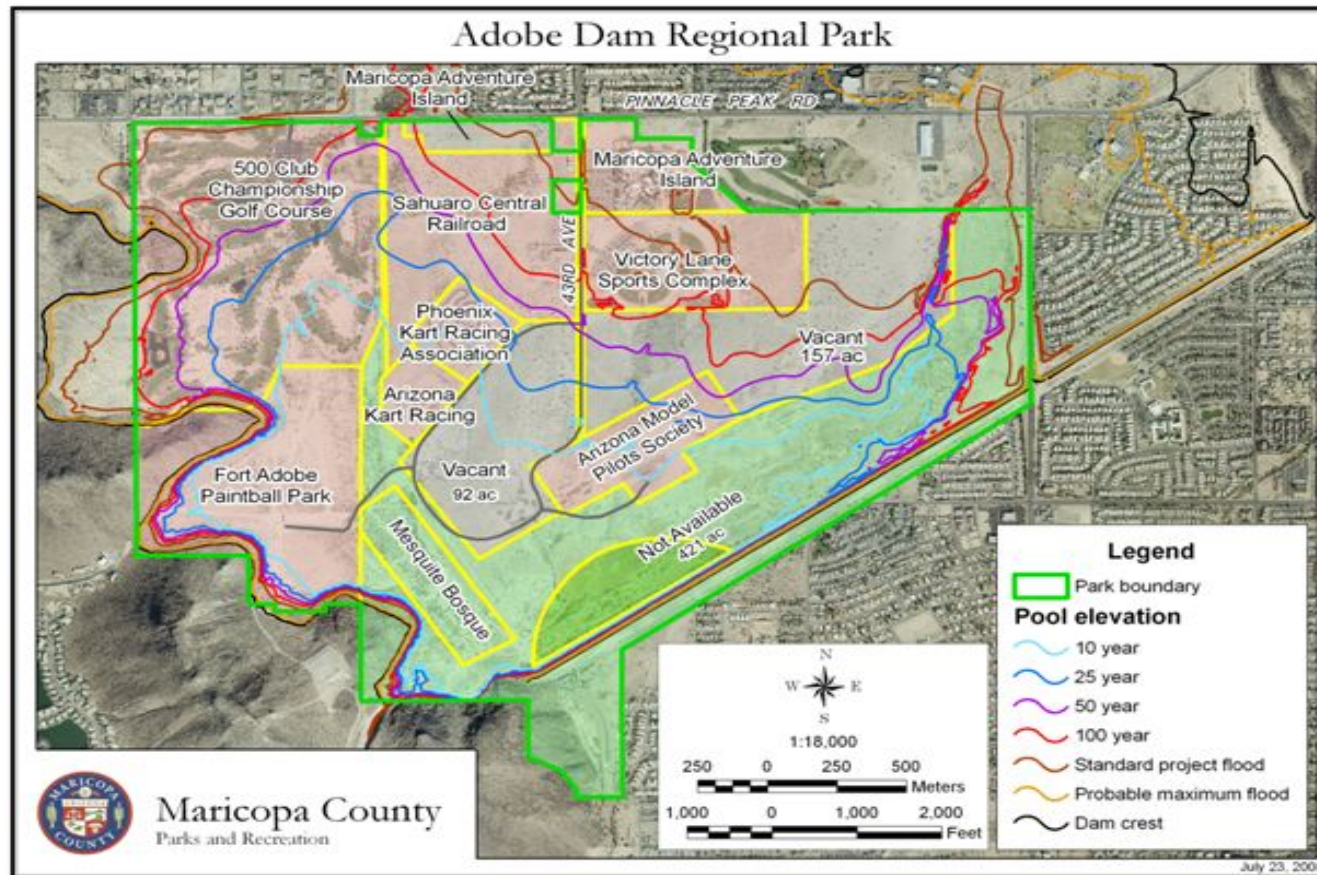 Adobe Dam Regional Park
Maricopa Adventure
Island
PINNACLE PEAK RD
500 Club
Championship
Golf Course
Sahuaro Central
Railroad
43RD AVE
Maricopa Adventure
Island
Victory Lane
Sports Complex
Phoenix
Kart Racing
Association
Vacant
157 ac
Arizona
Kart Racing
Arizona Model
Pilots Society
Fort Adobe
Paintball Park
Vacant
92 ac
Not Available
421 ac
Mesquite Bosque
Legend
Park boundary
Pool elevation
10 year
25 year
50 year
100 year
Standard project flood
Probable maximum flood
Dam crest
N
W E
S
1:18,000
250 0 250 500
Meters
1,000 0 1,000 2,000
Feet
MARICOPA
COUNTY
Maricopa County
Parks and Recreation
July 23,